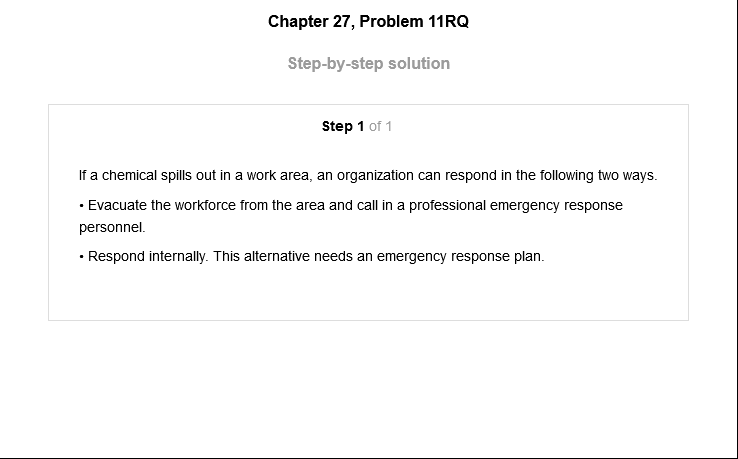 Chapter 27, Problem 11RQ
Step-by-step solution
Step 1 of 1
If a chemical spills out in a work area, an organization can respond in the following two ways.
• Evacuate the workforce from the area and call in a professional emergency response
personnel.
• Respond internally. This alternative needs an emergency response plan.